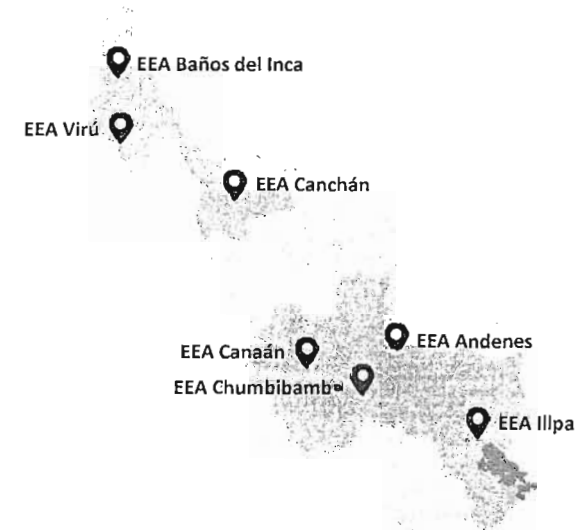 EEA Baños del Inca
EEA Virú
EEA Canchán
EEA Andenes
EEA Canaán
EEA Chumbibamba
EEA Illpa